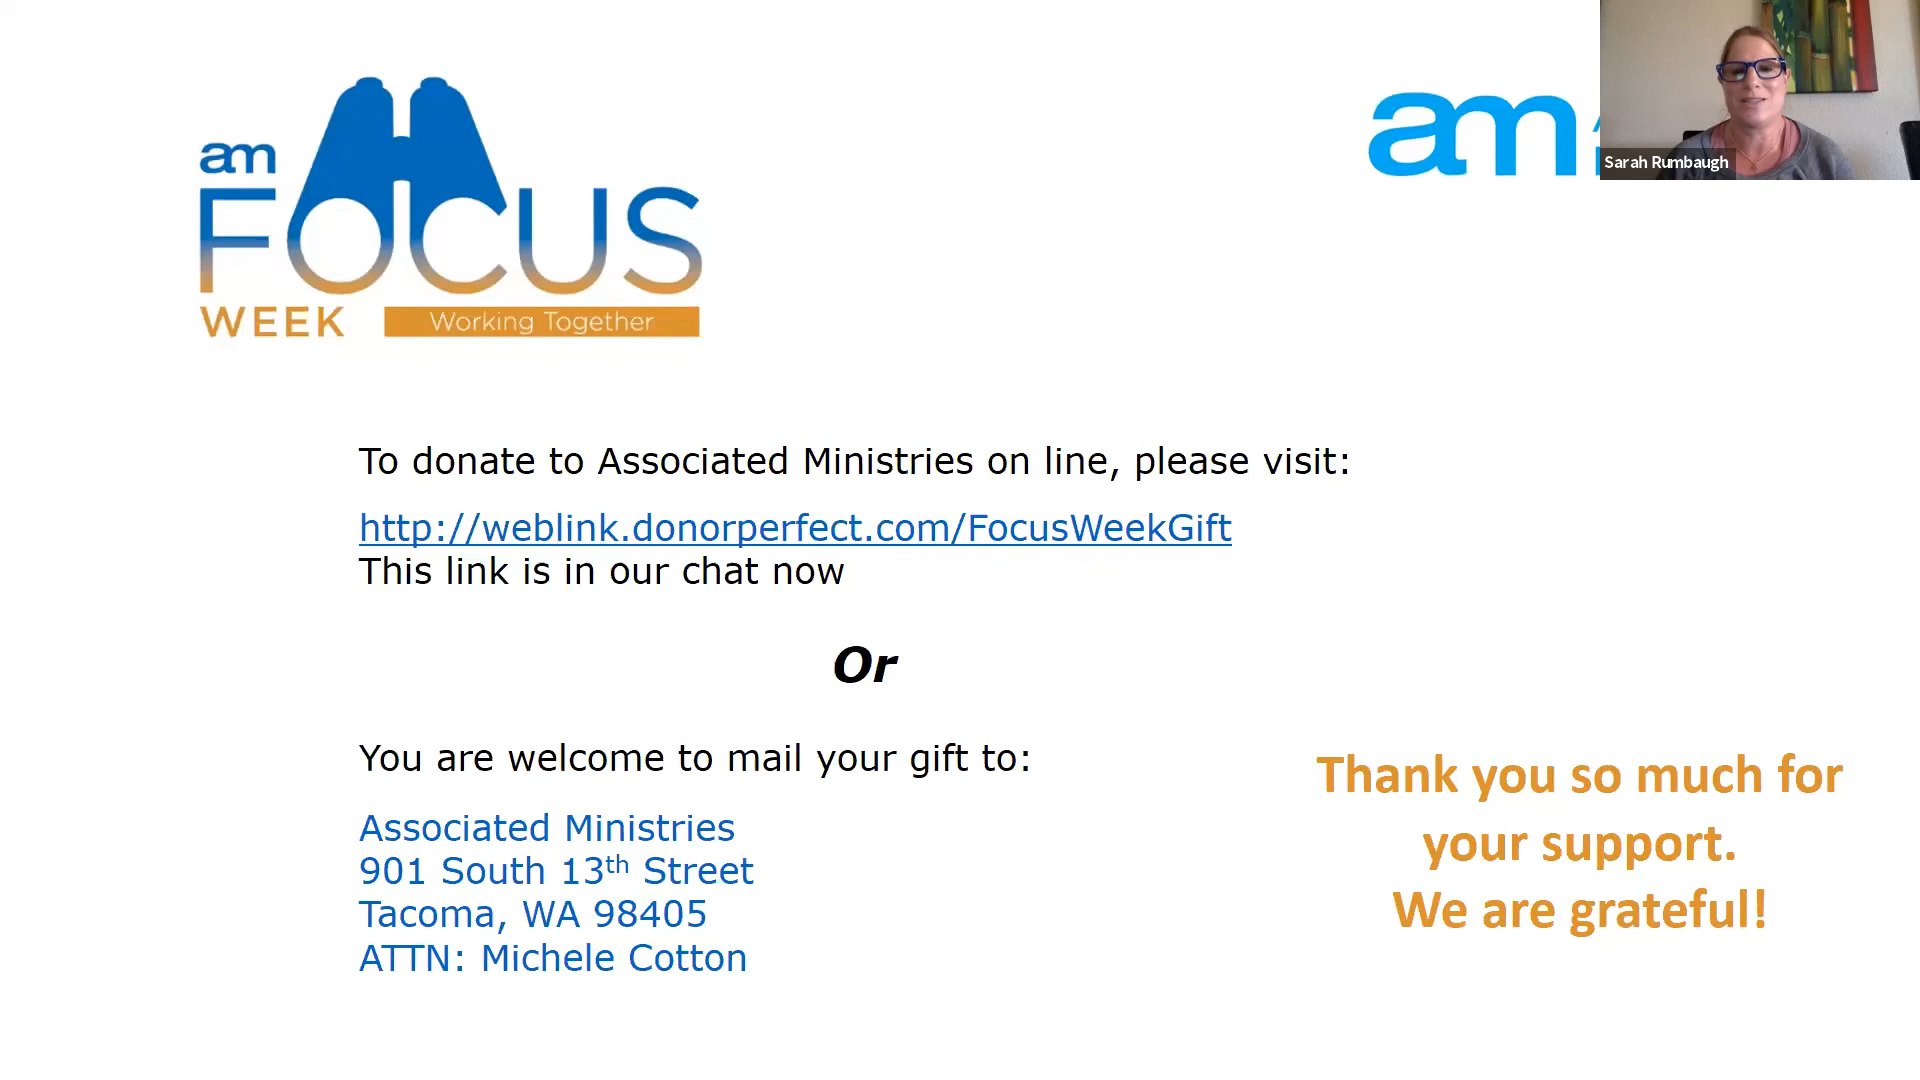 am
FOCUS
WEEK Working Together
am
Sarah Rumbaugh
To donate to Associated Ministries on line, please visit:
http://weblink.donorperfect.com/FocusWeekGift
This link is in our chat now
Or
You are welcome to mail your gift to:
Associated Ministries
901 South 13th Street
Tacoma, WA 98405
ATTN: Michele Cotton
Thank you so much for
your support.
We are grateful!